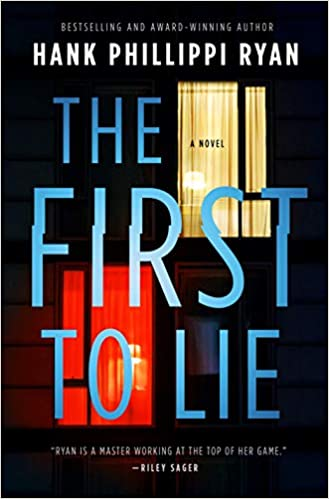 BESTSELLING AND AWARD-WINNING AUTHOR
HANK PHILLIPPI RYAN
THE
A NOVEL
FIRST
TO LIE
"RYAN IS A MASTER WORKING AT THE TOP OF HER GAME."
—RILEY SAGER